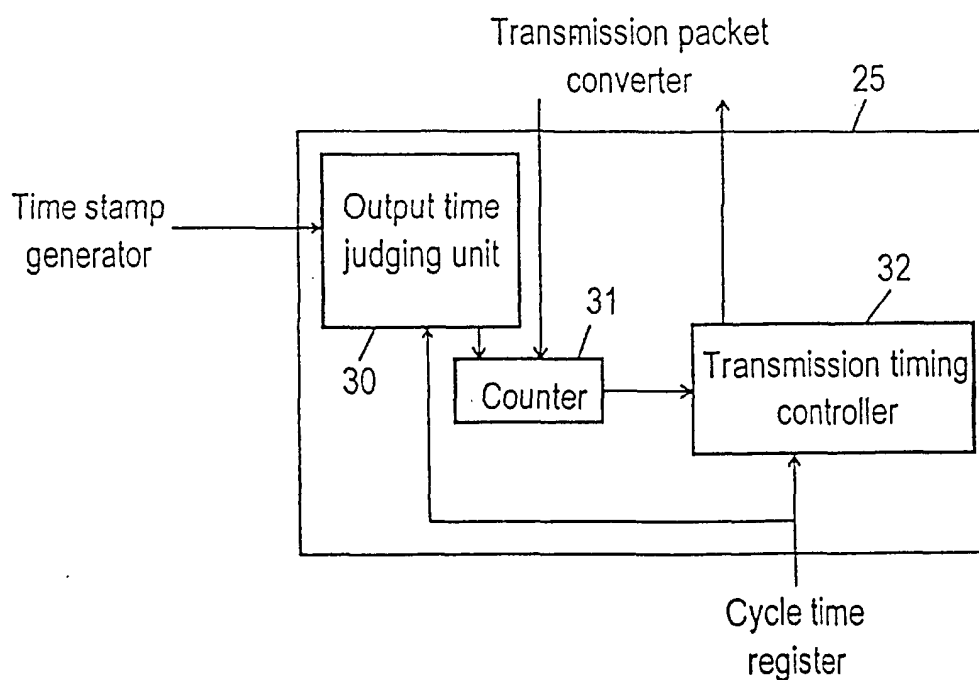 Transmission packet
converter
25
Time stamp
generator
Output time
judging unit
30
31
Counter
32
Transmission timing
controller
Cycle time
register